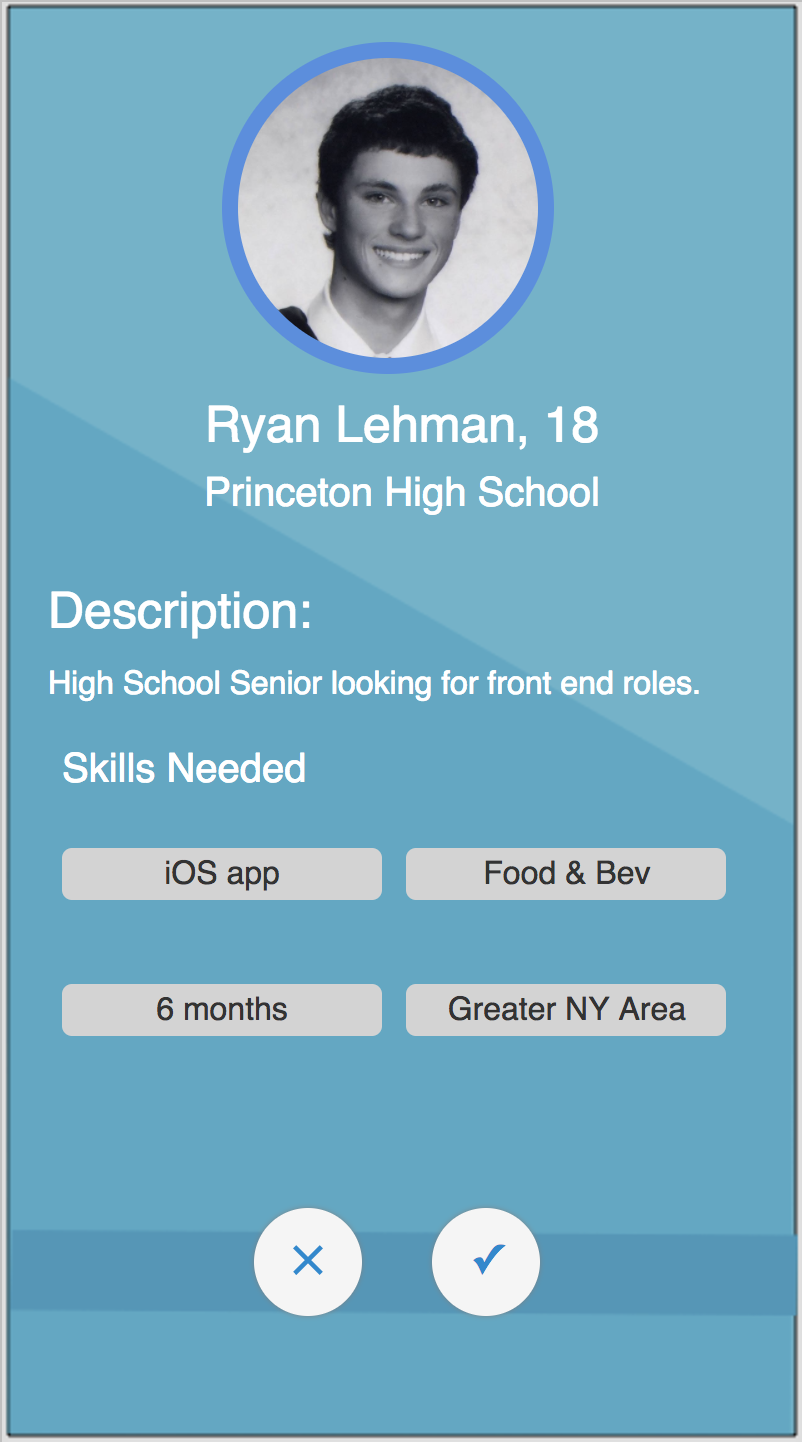 Ryan Lehman, 18
Princeton High School
Description:
High School Senior looking for front end roles.
Skills Needed
iOS app
Food & Bev
6 months
Greater NY Area